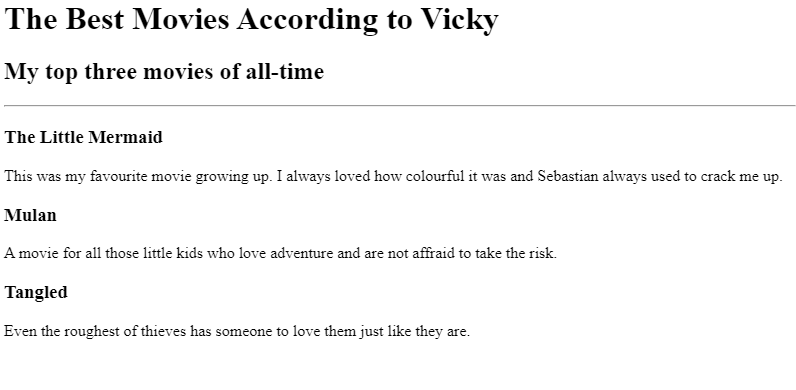 The Best Movies According to Vicky
My top three movies of all-time
The Little Mermaid
This was my favourite movie growing up. I always loved how colourful it was and Sebastian always used to crack me up.
Mulan
A movie for all those little kids who love adventure and are not affraid to take the risk.
Tangled
Even the roughest of thieves has someone to love them just like they are.